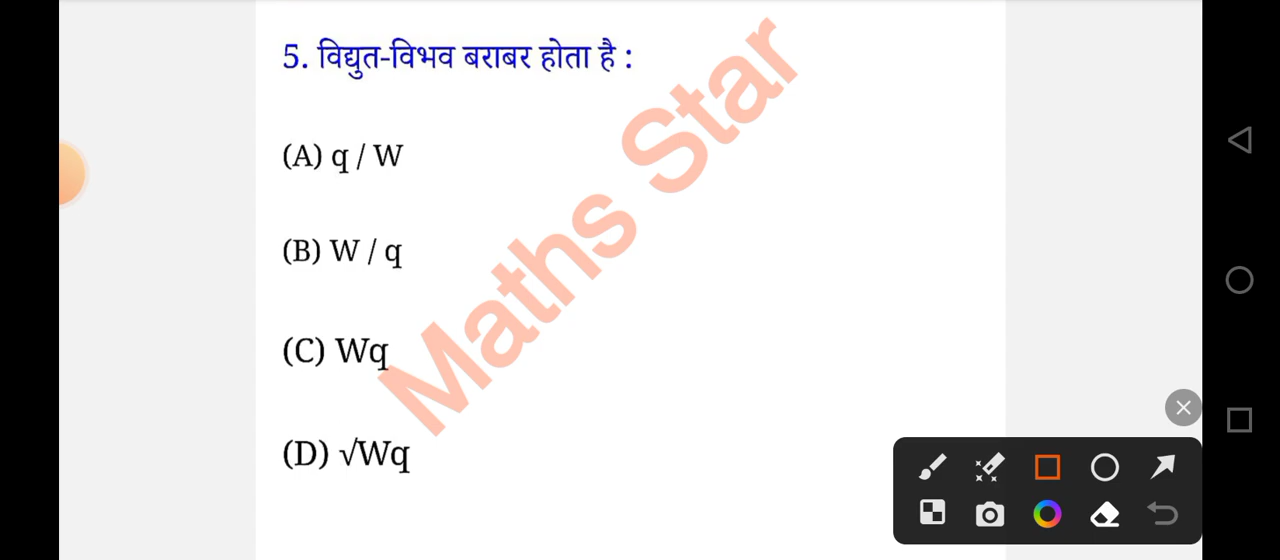 5. विद्युत-विभव बराबर होता है :
(A) q / W
(B) W / q
(C) Wq
(D) √Wq
Maths Star